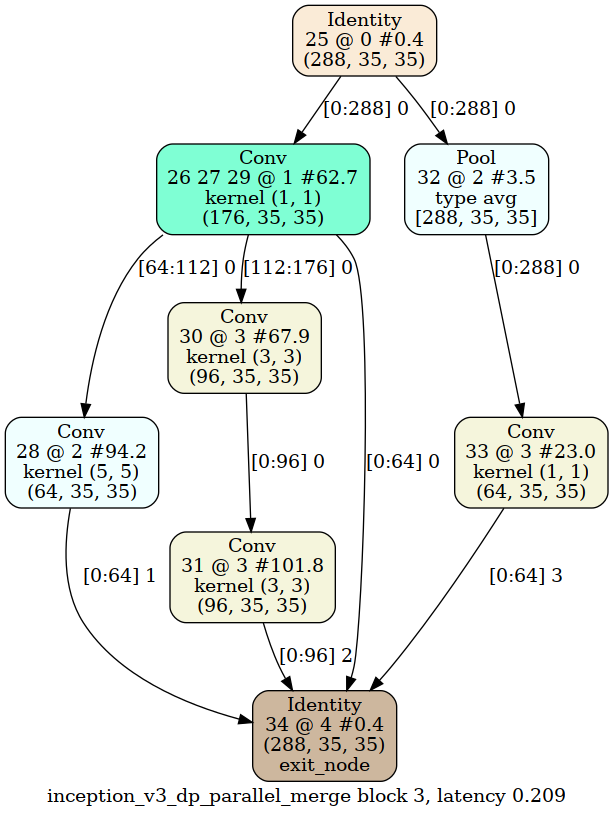 Identity
25 @ 0 #0.4
(288, 35, 35)
[0:288] 0
[0:288] 0
Conv
26 27 29 @ 1 #62.7
kernel (1, 1)
(176, 35, 35)
Pool
32 @ 2 #3.5
type avg
[288, 35, 35]
[64:112] 0
[112:176] 0
[0:288] 0
Conv
30 @ 3 #67.9
kernel (3, 3)
(96, 35, 35)
Conv
28 @ 2 #94.2
kernel (5, 5)
(64, 35, 35)
[0:96] 0
[0:64] 0
Conv
33 @ 3 #23.0
kernel (1, 1)
(64, 35, 35)
Conv
31 @ 3 #101.8
kernel (3, 3)
(96, 35, 35)
[0:64] 1
[0:64] 3
[0:96] 2
Identity
34 @ 4 #0.4
(288, 35, 35)
exit_node
inception_v3_dp_parallel_merge block 3, latency 0.209